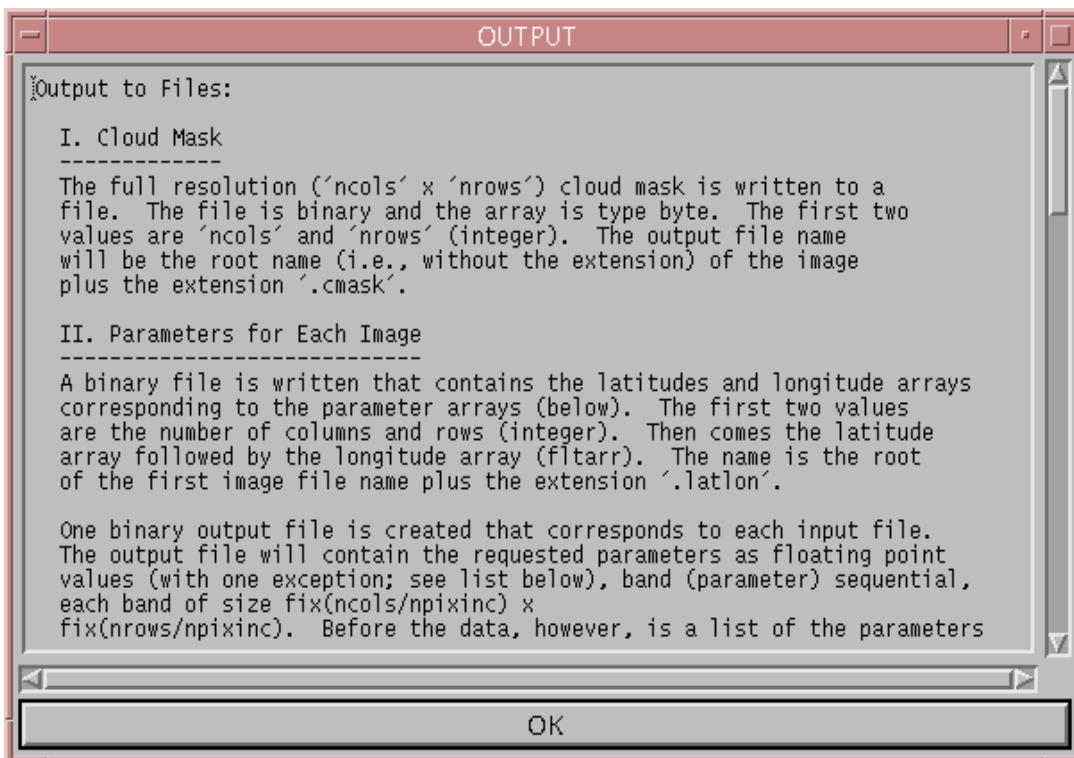 OUTPUT
Output to Files:
I. Cloud Mask
-------------
The full resolution (´ncols´ x ´nrows´) cloud mask is written to a
file.  The file is binary and the array is type byte.  The first two
values are ´ncols´ and ´nrows´ (integer).  The output file name
will be the root name (i.e., without the extension) of the image
plus the extension ´.cmask´.
II. Parameters for Each Image
-----------------------------
A binary file is written that contains the latitudes and longitude arrays
corresponding to the parameter arrays (below).  The first two values
are the number of columns and rows (integer).  Then comes the latitude
array followed by the longitude array (fltarr).  The name is the root
of the first image file name plus the extension ´.latlon´.
One binary output file is created that corresponds to each input file.
The output file will contain the requested parameters as floating point
values (with one exception; see list below), band (parameter) sequential,
each band of size fix(ncols/npixinc) x
fix(nrows/npixinc).  Before the data, however, is a list of the parameters
OK